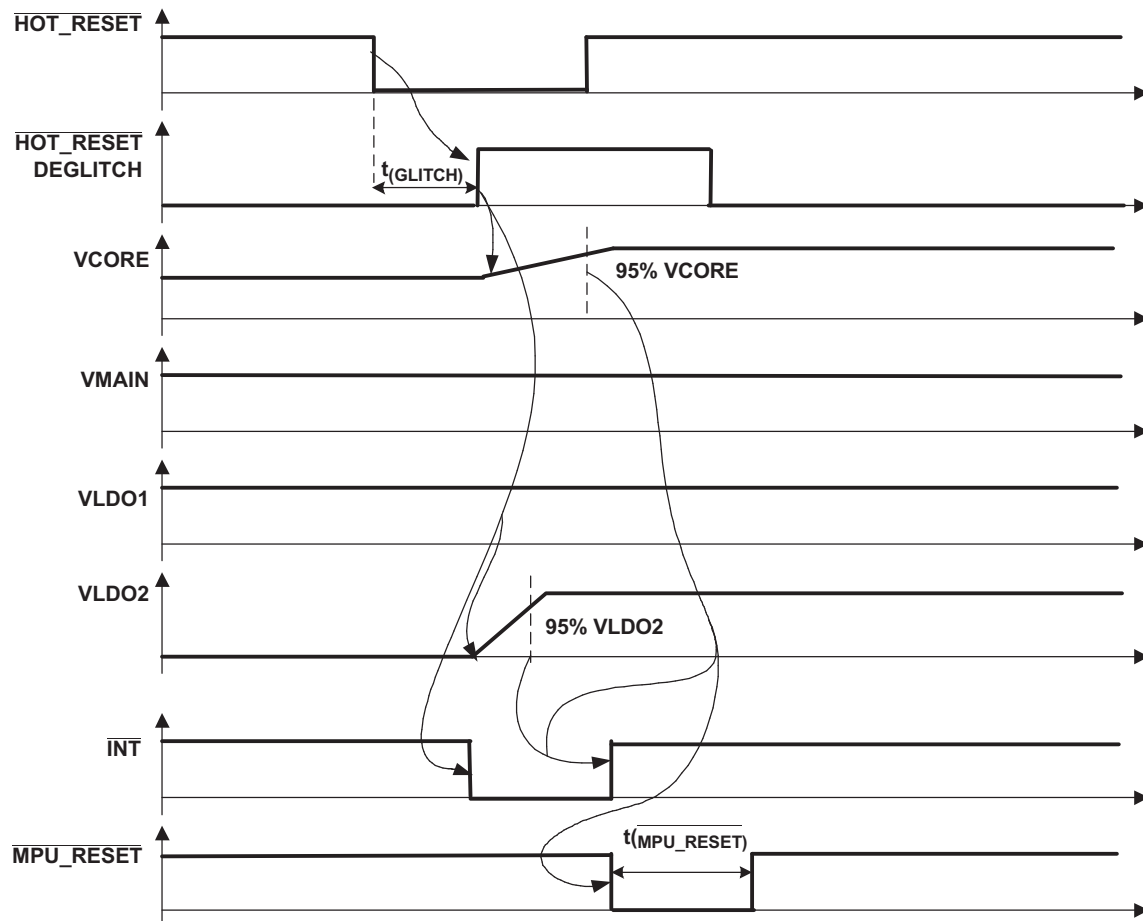 HOT_RESET
HOT_RESET
DEGLITCH
t(GLITCH)
VCORE
95% VCORE
VMAIN
VLDO1
VLDO2
95% VLDO2
INT
MPU_RESET
t(MPU_RESET)